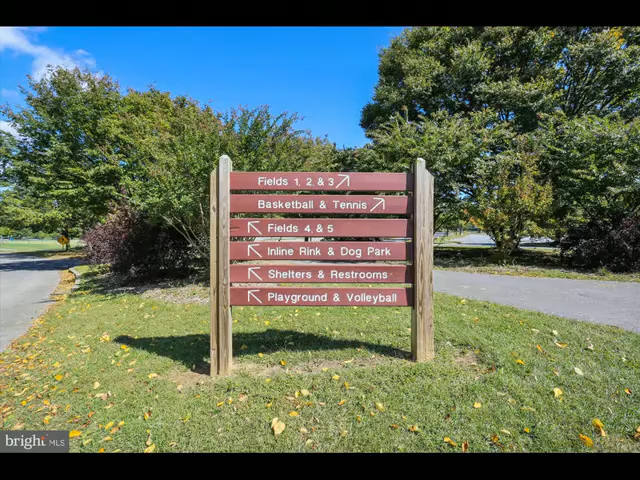 Fields 1, 2, & 3
Basketball & Tennis
Fields 4, & 5
Inline Rink & Dog Park
Shelters & Restrooms
Playground & Volleyball
bright MLS